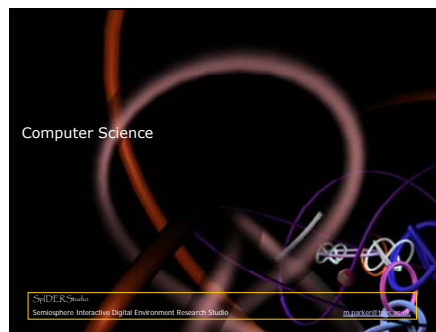 Computer Science
SpIDERStudio
Semiosphere Interactive Digital Environment Research Studio